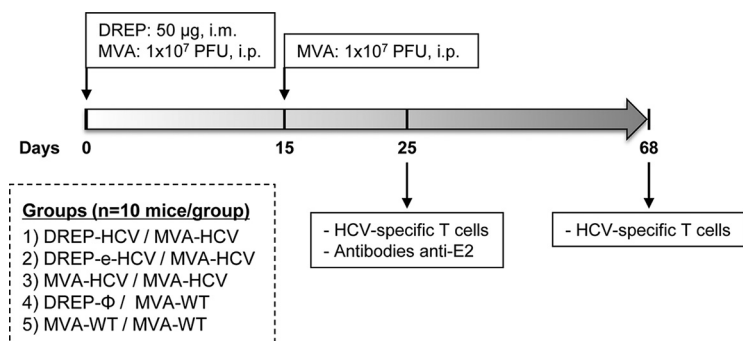 DREP: 50 µg, i.m.
MVA: 1x10⁷ PFU, i.p.
MVA: 1x10⁷ PFU, i.p.
Days 0 15 25 68
Groups (n=10 mice/group)
1) DREP-HCV / MVA-HCV
2) DREP-e-HCV / MVA-HCV
3) MVA-HCV / MVA-HCV
4) DREP-Φ / MVA-WT
5) MVA-WT / MVA-WT
- HCV-specific T cells
- Antibodies anti-E2
- HCV-specific T cells